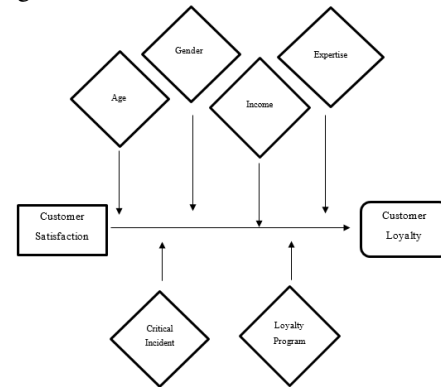 Gender
Expertise
Age
Income
Customer
Satisfaction
Customer
Loyalty
Critical
Incident
Loyalty
Program